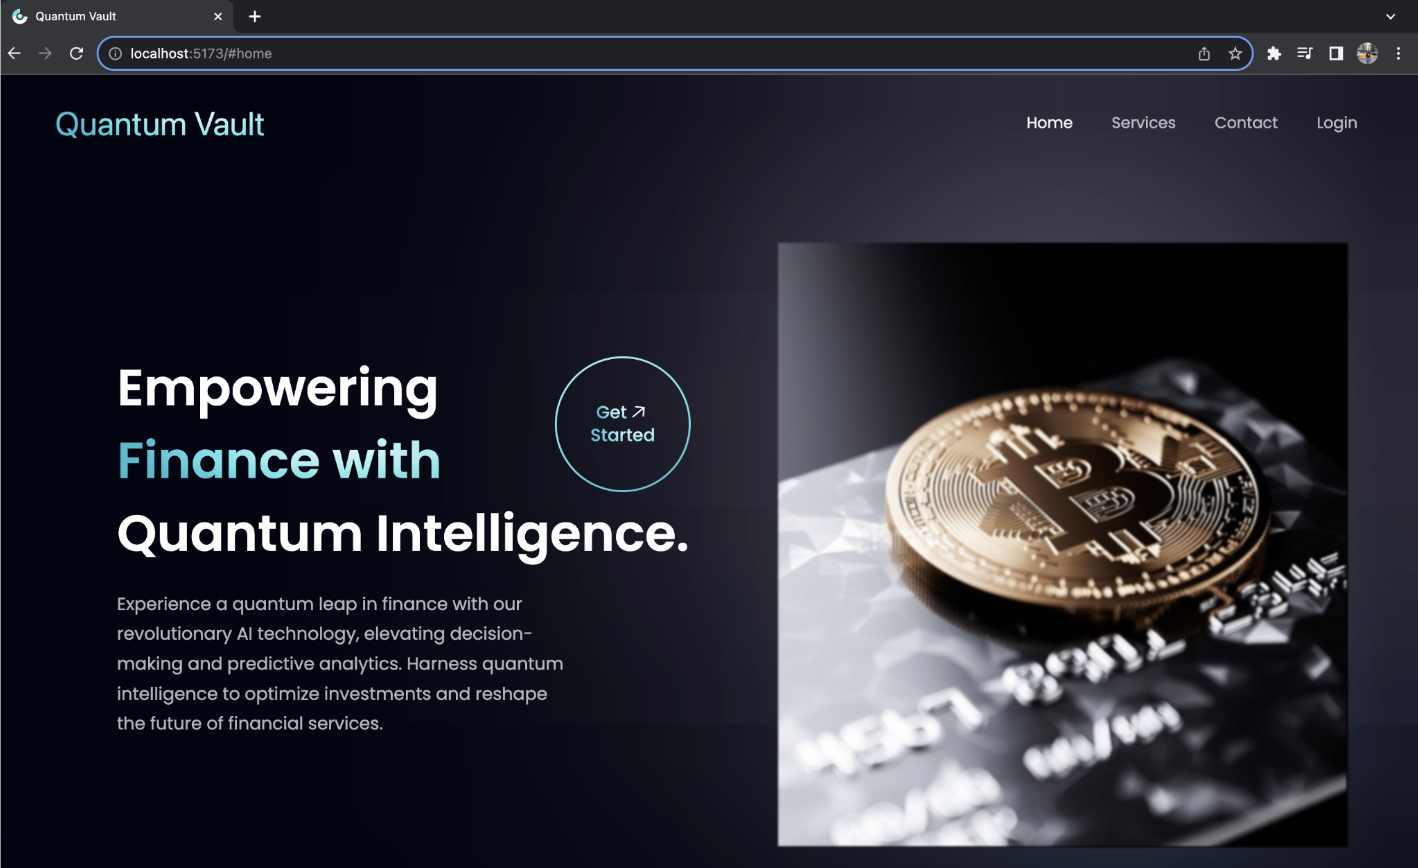 Quantum Vault
localhost:5173/#home
Quantum Vault
Home Services Contact Login
Empowering
Finance with
Quantum Intelligence.
Get
Started
Experience a quantum leap in finance with our
revolutionary AI technology, elevating decision-
making and predictive analytics. Harness quantum
intelligence to optimize investments and reshape
the future of financial services.